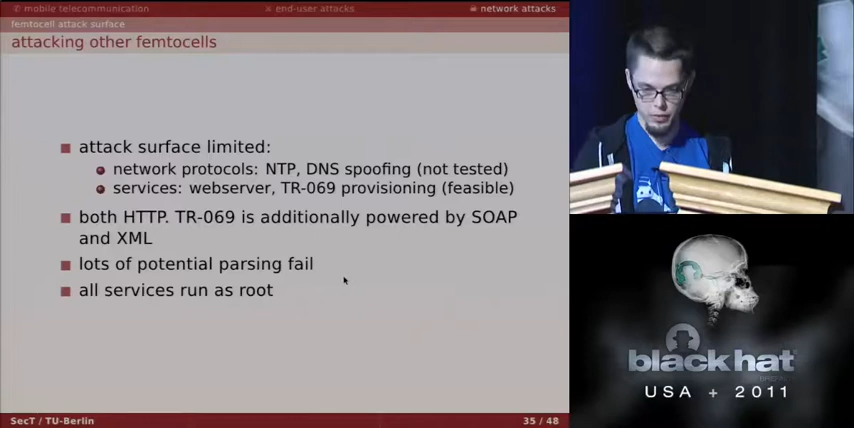 mobile telecommunication end-user attacks network attacks
femtocell attack surface
attacking other femtocells
attack surface limited:
network protocols: NTP, DNS spoofing (not tested)
services: webserver, TR-069 provisioning (feasible)
both HTTP. TR-069 is additionally powered by SOAP
and XML
lots of potential parsing fail
all services run as root
SecT / TU-Berlin 35 / 48
black hat
USA + 2011